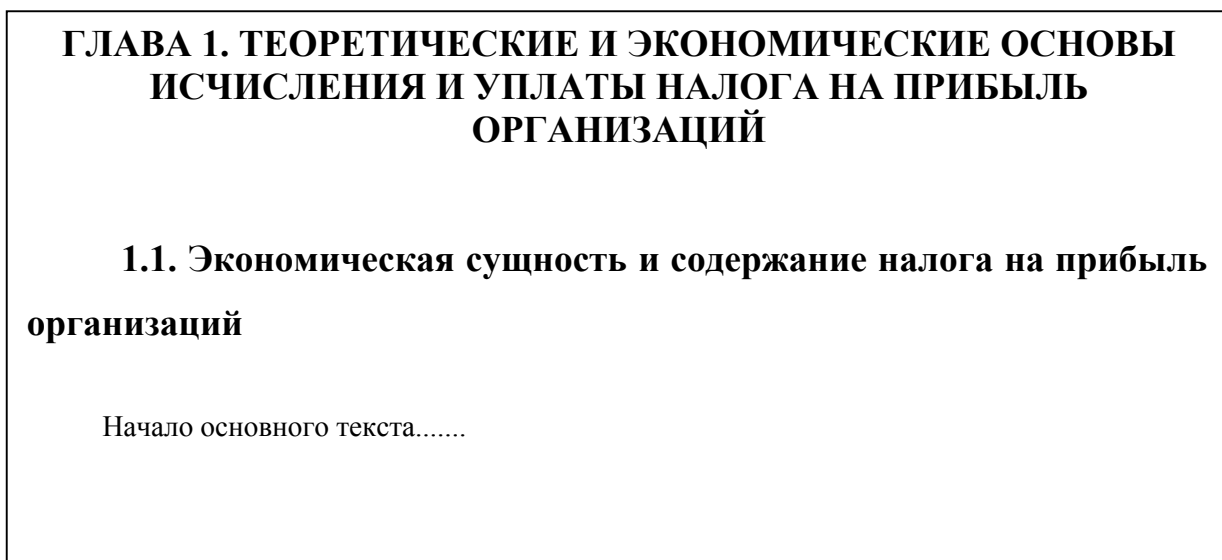 ГЛАВА 1. ТЕОРЕТИЧЕСКИЕ И ЭКОНОМИЧЕСКИЕ ОСНОВЫ
ИСЧИСЛЕНИЯ И УПЛАТЫ НАЛОГА НА ПРИБЫЛЬ
ОРГАНИЗАЦИЙ
1.1. Экономическая сущность и содержание налога на прибыль
организаций
Начало основного текста.......